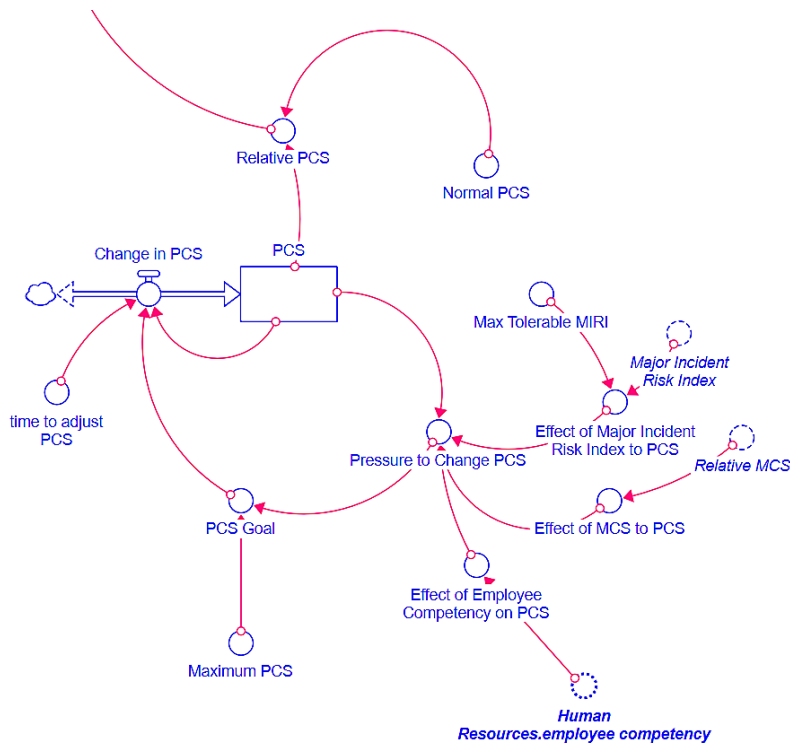 Relative PCS
Normal PCS
Change in PCS
PCS
Max Tolerable MIRI
Major Incident
Risk Index
time to adjust
PCS
Effect of Major Incident
Risk Index to PCS
Pressure to Change PCS
Relative MCS
PCS Goal
Effect of MCS to PCS
Effect of Employee
Competency on PCS
Maximum PCS
Human
Resources.employee competency